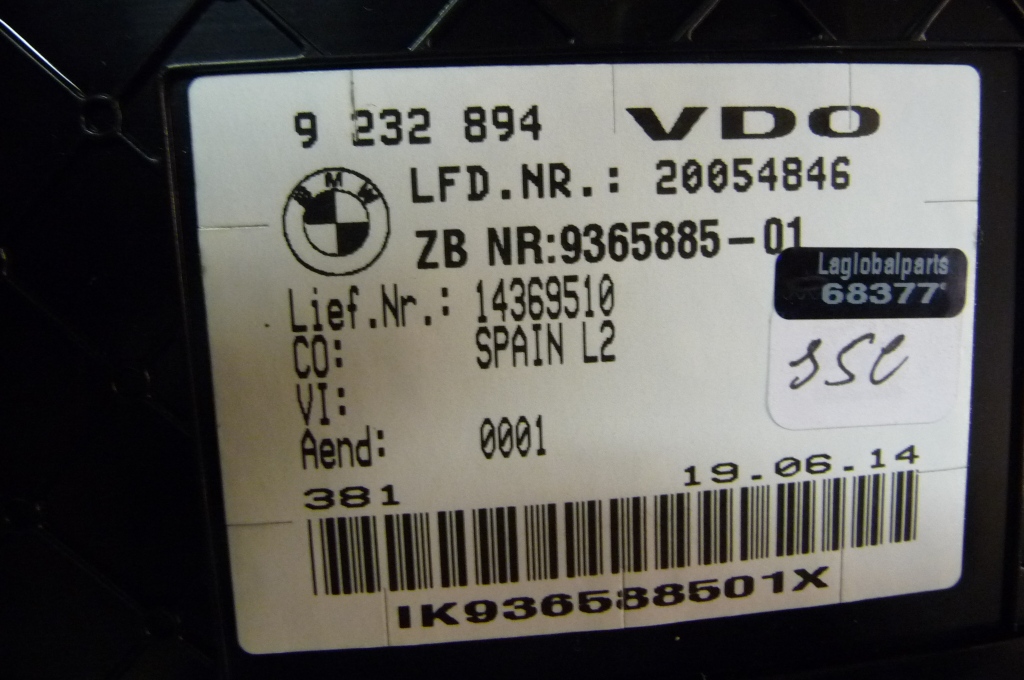 9 232 894 VDO
BMW
LFD.NR.: 20054846
ZB NR:9365885-01
Laglobalparts
68377
Lief.Nr.: 14369510
CO: SPAIN L2
VI:
Aend: 0001
381 19.06.14
IK936588501X